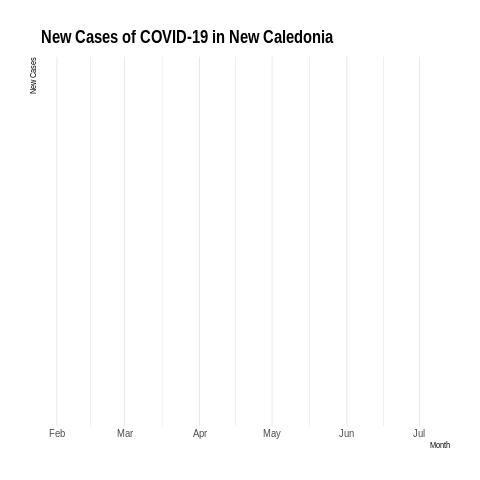 New Cases of COVID-19 in New Caledonia
New Cases
Feb Mar Apr May Jun Jul
Month